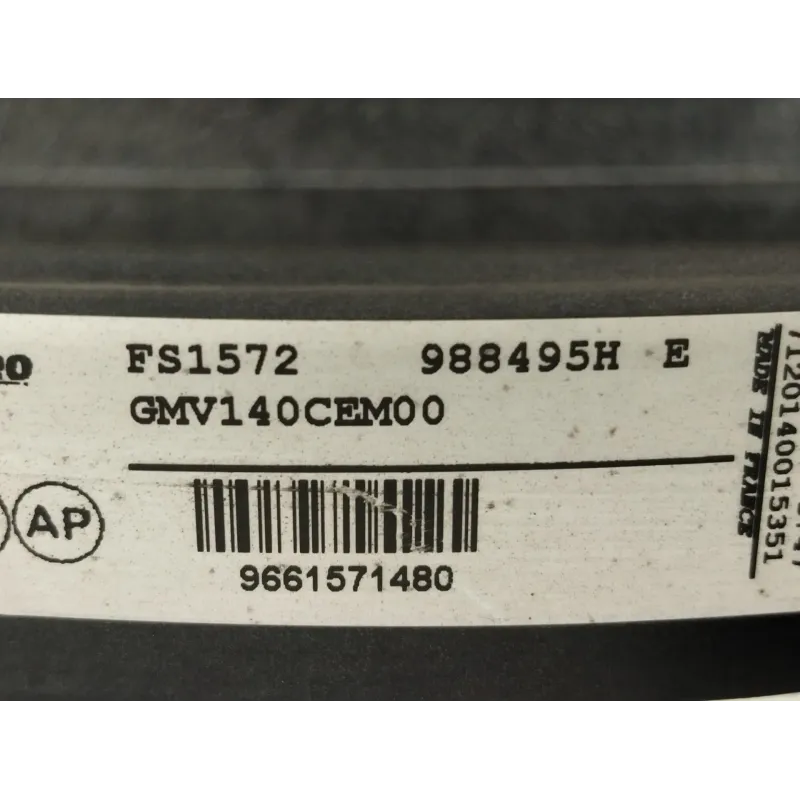 FS1572 988495H E
GMV140CEM00
AP
9661571480
MADE IN FRANCE
7120140015351